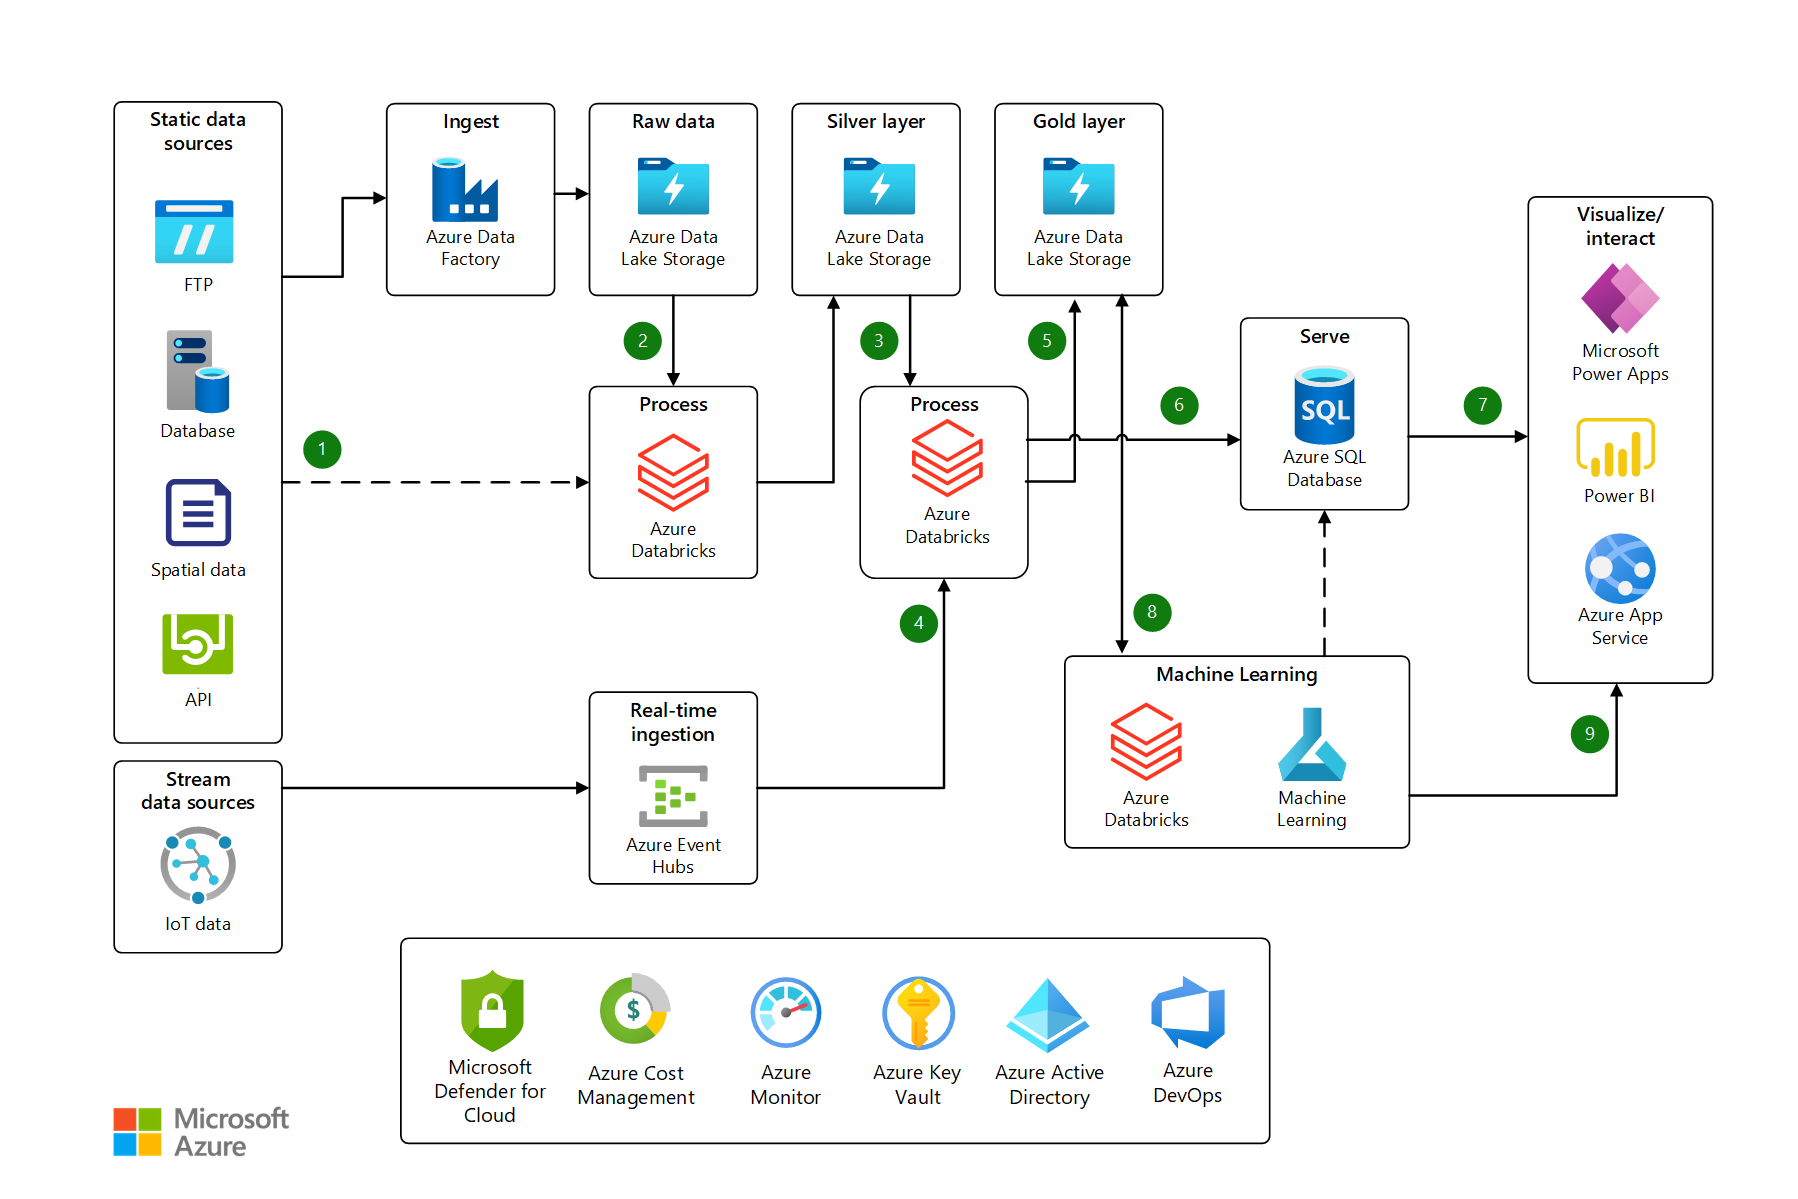 Static data
sources
FTP
Database
Spatial data
API
Stream
data sources
IoT data
1
Ingest
Azure Data
Factory
Raw data
Azure Data
Lake Storage
2
Process
Azure
Databricks
Real-time
ingestion
Azure Event
Hubs
Silver layer
Azure Data
Lake Storage
3
Process
Azure
Databricks
4
Gold layer
Azure Data
Lake Storage
5
6
8
Serve
SQL
Azure SQL
Database
7
Machine Learning
Azure
Databricks
Machine
Learning
9
Visualize/
interact
Microsoft
Power Apps
Power BI
Azure App
Service
Microsoft
Defender for
Cloud
$
Azure Cost
Management
Azure
Monitor
Azure Key
Vault
Azure Active
Directory
Azure
DevOps
Microsoft
Azure